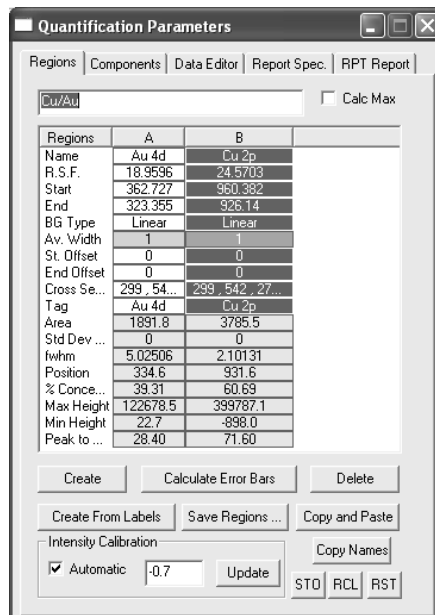 Quantification Parameters
Regions Components Data Editor Report Spec. RPT Report
Cu/Au Calc Max
Regions A B
Name Au 4d Cu 2p
R.S.F. 18.9596 24.5703
Start 362.727 960.382
End 323.355 926.14
BG Type Linear Linear
Av. Width 1 1
St. Offset 0 0
End Offset 0 0
Cross Se... 299 , 54... 299 , 542 , 27...
Tag Au 4d Cu 2p
Area 1891.8 3785.5
Std Dev ... 0 0
fwhm 5.02506 2.10131
Position 334.6 931.6
% Conce... 39.31 60.69
Max Height 122678.5 399787.1
Min Height 22.7 -898.0
Peak to ... 28.40 71.60
Create Calculate Error Bars Delete
Create From Labels Save Regions ... Copy and Paste
Intensity Calibration Copy Names
Automatic -0.7 Update STO RCL RST